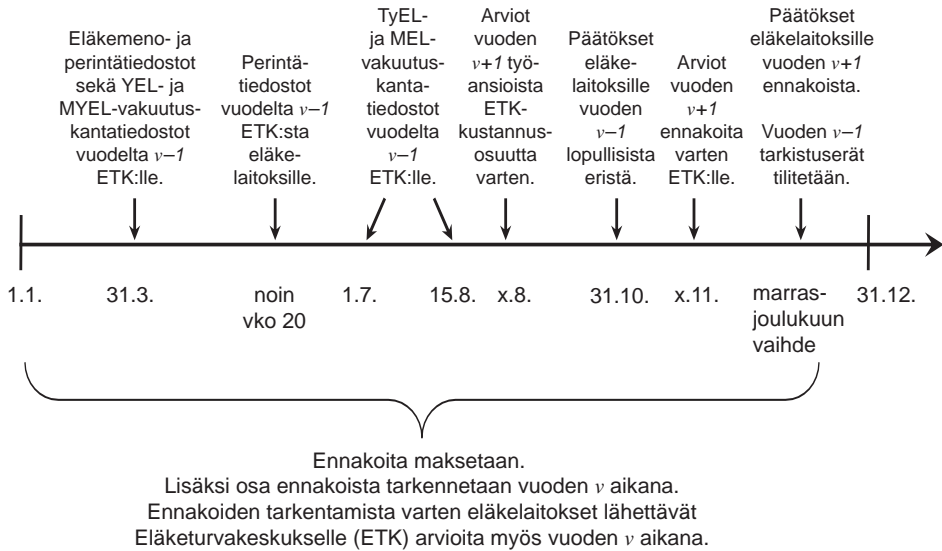 Eläkemeno- ja
perintätiedostot
sekä YEL- ja
MYEL-vakuutus-
kantatiedostot
vuodelta v–1
ETK:lle.
Perintä-
tiedostot
vuodelta v–1
ETK:sta
eläke-
laitoksille.
TyEL-
ja MEL-
vakuutus-
kanta-
tiedostot
vuodelta
v–1
ETK:lle.
Arviot
vuoden
v+1 työ-
ansioista
ETK-
kustannus-
osuutta
varten.
Päätökset
eläke-
laitoksille
vuoden
v–1
lopullisista
eristä.
Arviot
vuoden
v+1
ennakoita
varten
ETK:lle.
Päätökset
eläkelaitoksille
vuoden v+1
ennakoista.
Vuoden v–1
tarkistuserät
tilitetään.
1.1.
31.3.
noin
vko 20
1.7.
15.8.
x.8.
31.10.
x.11.
marras-
joulukuun
vaihde
31.12.
Ennakoita maksetaan.
Lisäksi osa ennakoista tarkennetaan vuoden v aikana.
Ennakoiden tarkentamista varten eläkelaitokset lähettävät
Eläketurvakeskukselle (ETK) arvioita myös vuoden v aikana.